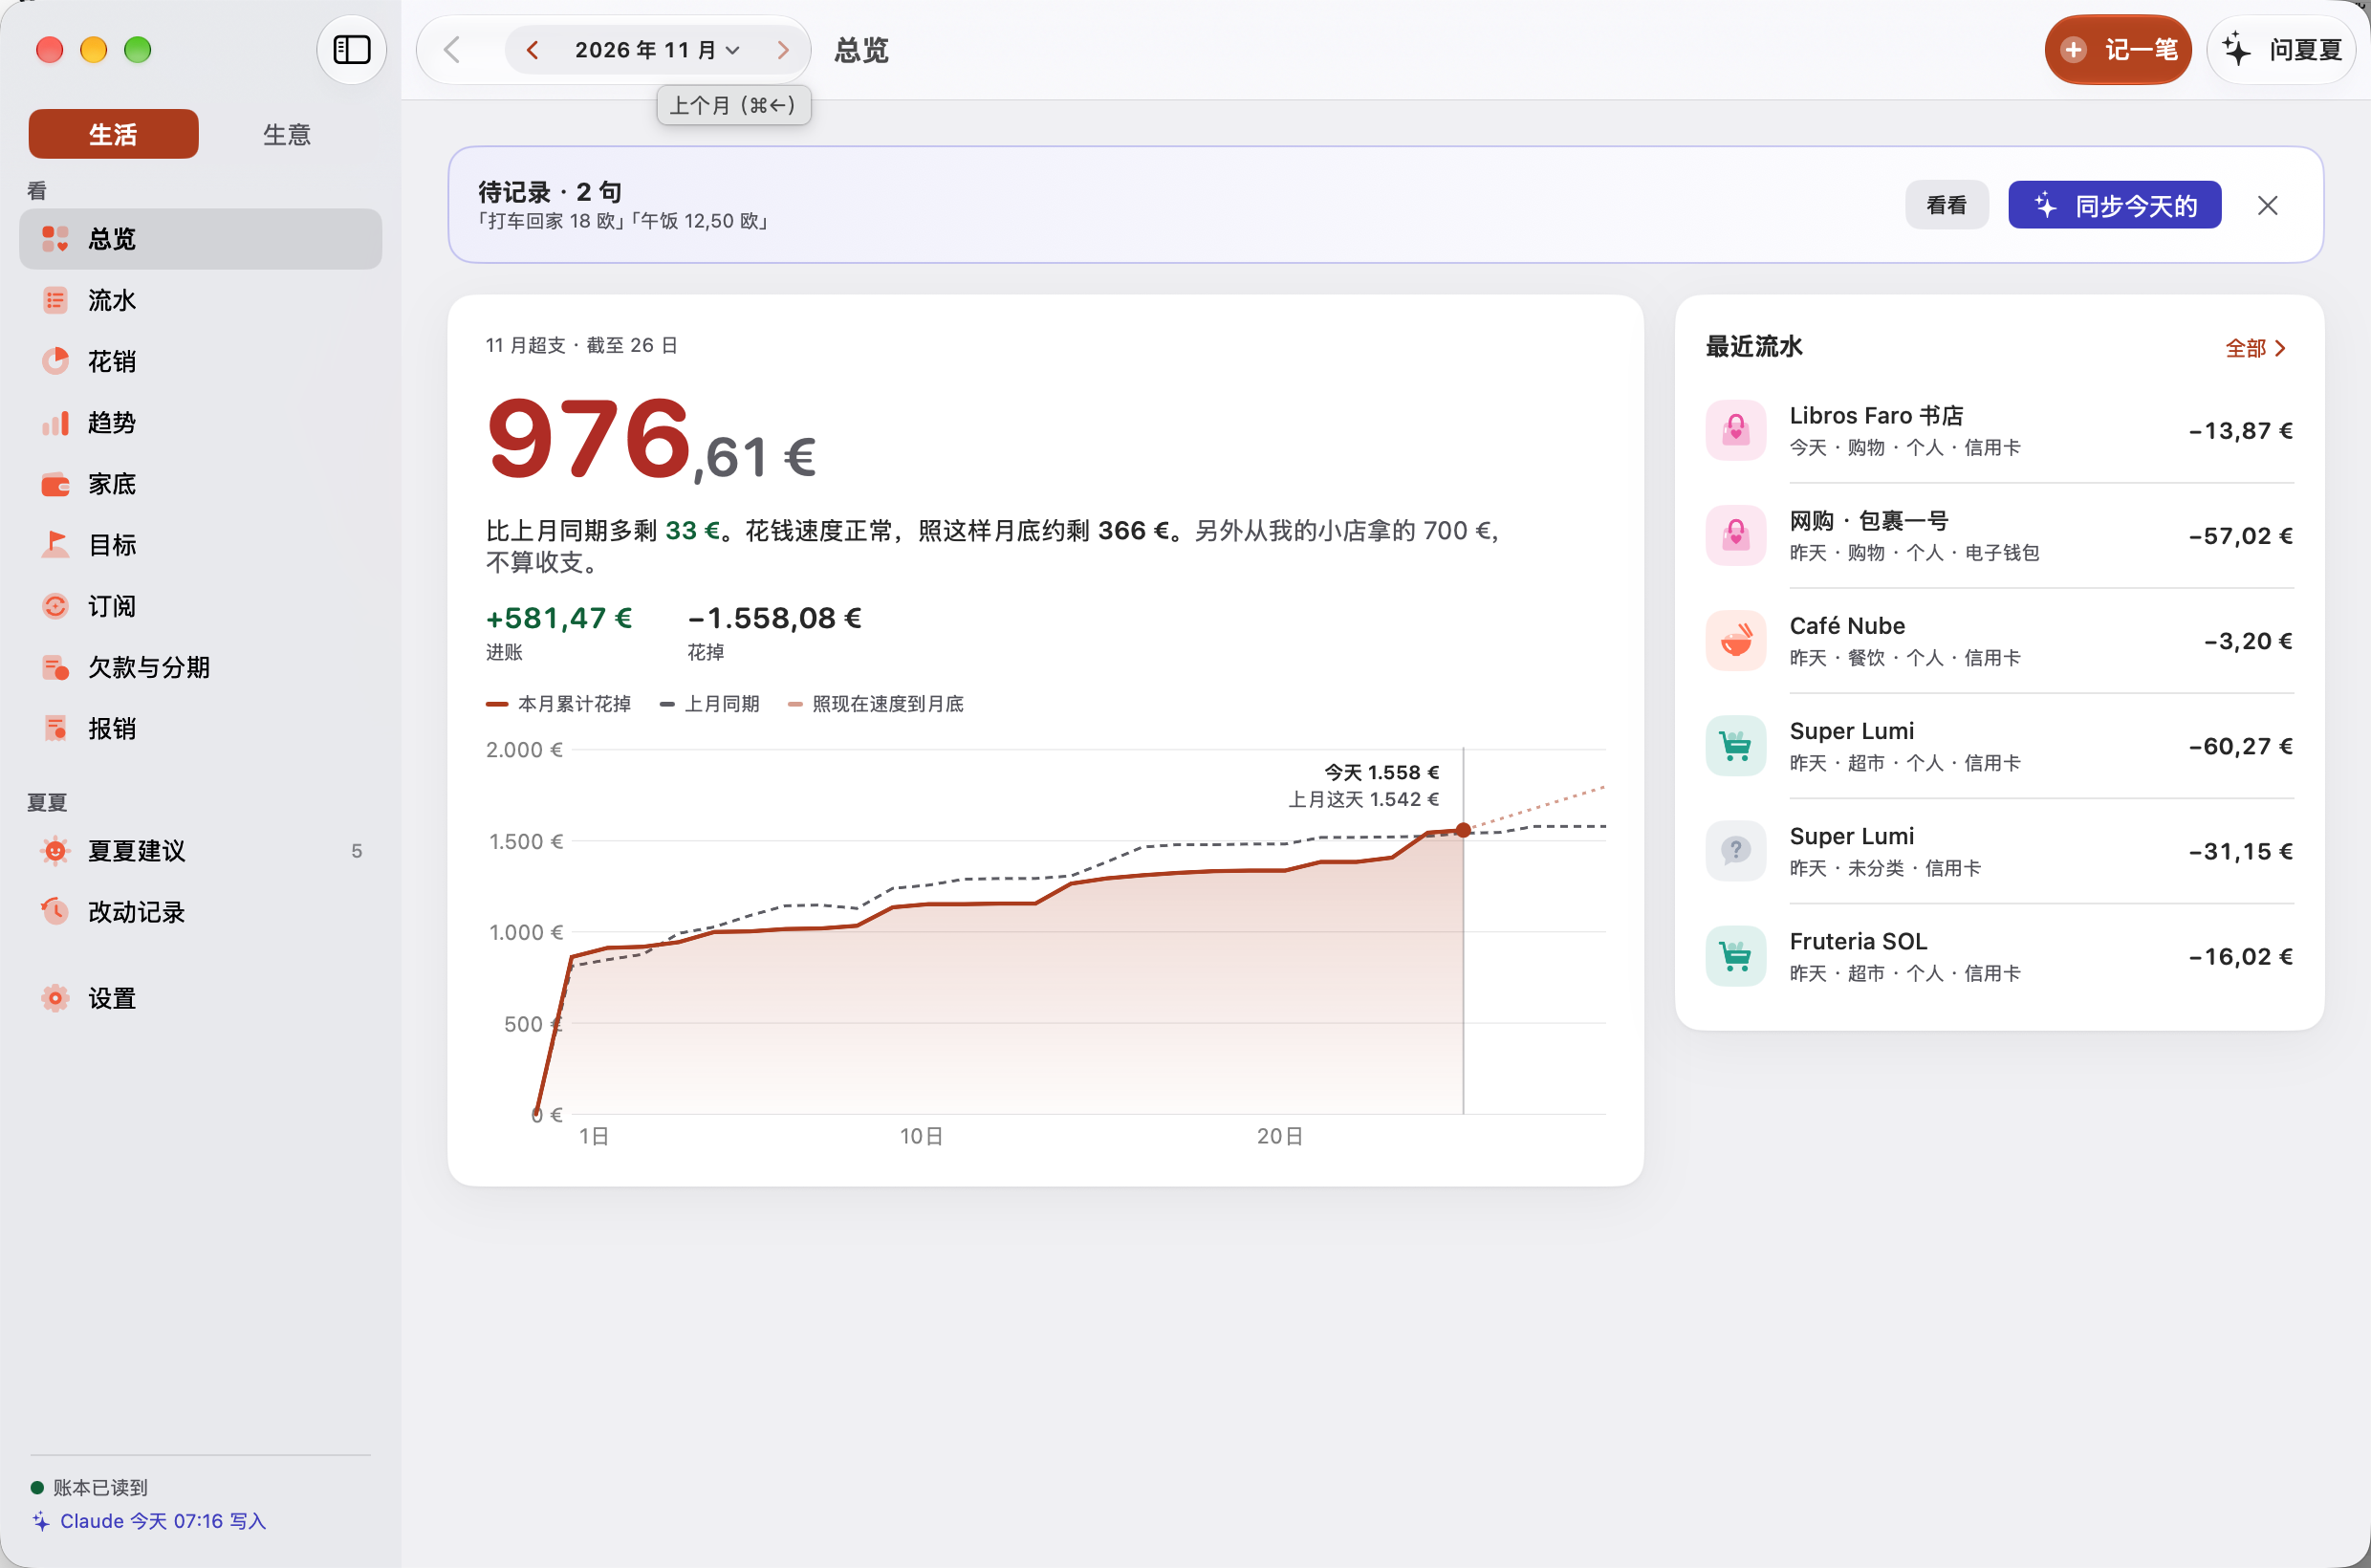 2026 年 11 月
总览
记一笔
问夏夏
上个月 (⌘←)
生活
生意
看
总览
流水
花销
趋势
家底
目标
订阅
欠款与分期
报销
夏夏
夏夏建议 5
改动记录
设置
账本已读到
Claude 今天 07:16 写入
待记录 · 2 句
「打车回家 18 欧」「午饭 12,50 欧」
看看
同步今天的
11 月超支 · 截至 26 日
976,61 €
比上月同期多剩 33 €。花钱速度正常，照这样月底约剩 366 €。另外从我的小店拿的 700 €，
不算收支。
+581,47 €
进账
−1.558,08 €
花掉
本月累计花掉
上月同期
照现在速度到月底
2.000 €
1.500 €
1.000 €
500 €
0 €
今天 1.558 €
上月这天 1.542 €
1日
10日
20日
最近流水
全部
Libros Faro 书店
今天 · 购物 · 个人 · 信用卡
−13,87 €
网购 · 包裹一号
昨天 · 购物 · 个人 · 电子钱包
−57,02 €
Café Nube
昨天 · 餐饮 · 个人 · 信用卡
−3,20 €
Super Lumi
昨天 · 超市 · 个人 · 信用卡
−60,27 €
Super Lumi
昨天 · 未分类 · 信用卡
−31,15 €
Fruteria SOL
昨天 · 超市 · 个人 · 信用卡
−16,02 €